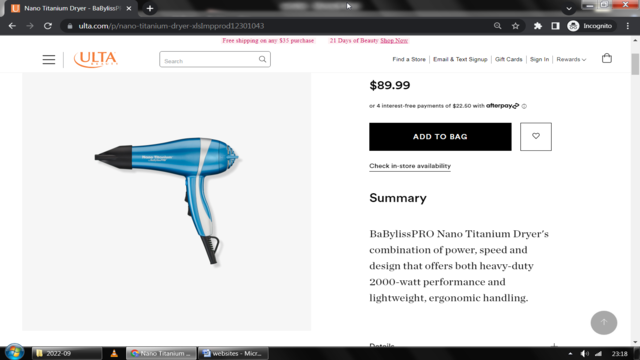 Nano Titanium Dryer - BaBylissP
Incognito
ulta.com/p/nano-titanium-dryer-xlsImpprod12301043
Free shipping on any $35 purchase 21 Days of Beauty Shop Now
ULTA
BEAUTY
Search
Find a Store
Email & Text Signup
Gift Cards
Sign In
Rewards
$89.99
or 4 interest-free payments of $22.50 with afterpay
ADD TO BAG
Check in-store availability
Summary
BaBylissPRO Nano Titanium Dryer's
combination of power, speed and
design that offers both heavy-duty
2000-watt performance and
lightweight, ergonomic handling.
Details
2022-09
Nano Titanium ...
websites - Micr...
23:18